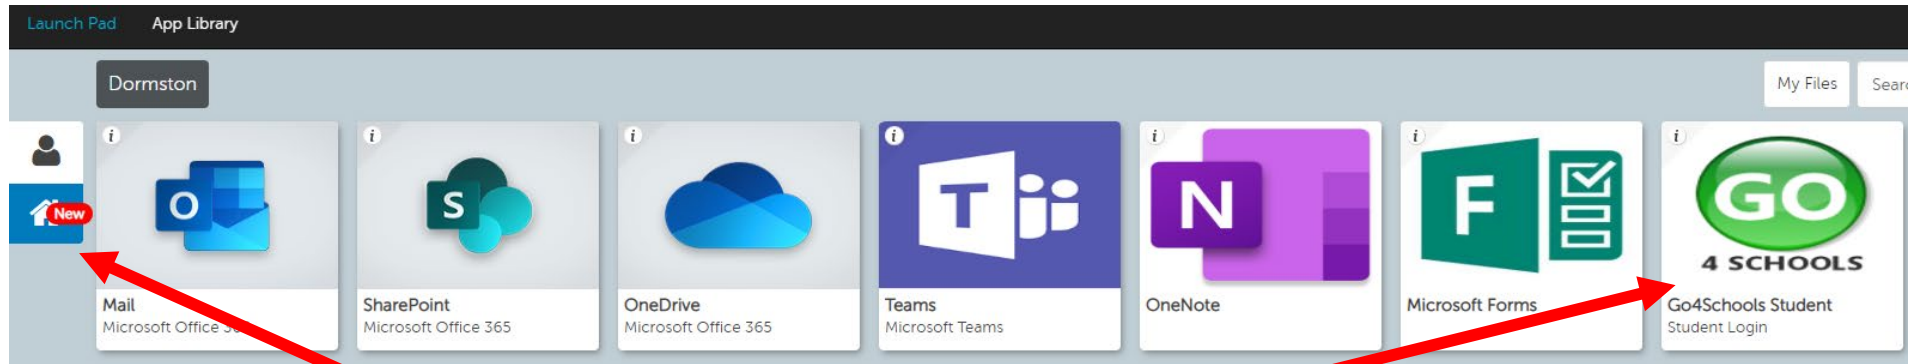 Launch Pad App Library
Dormston
My Files
i
i
i
i
i
i
i
New
O
S
T
N
F
GO
4 SCHOOLS
Mail
Microsoft Office
SharePoint
Microsoft Office 365
OneDrive
Microsoft Office 365
Teams
Microsoft Teams
OneNote
Microsoft Forms
Go4Schools Student
Student Login